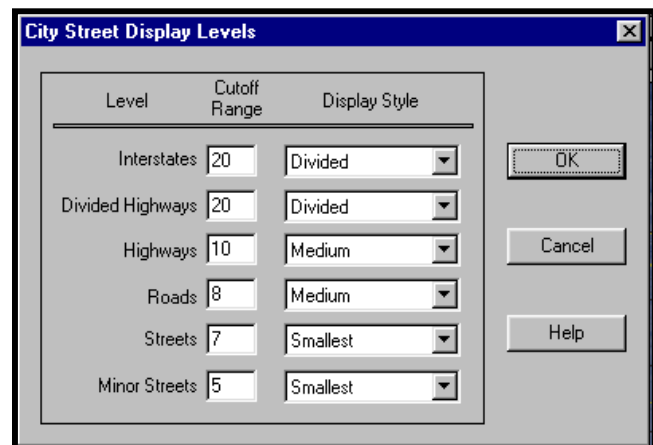 City Street Display Levels
Level Cutoff Range Display Style
Interstates 20 Divided
Divided Highways 20 Divided
Highways 10 Medium
Roads 8 Medium
Streets 7 Smallest
Minor Streets 5 Smallest
OK
Cancel
Help